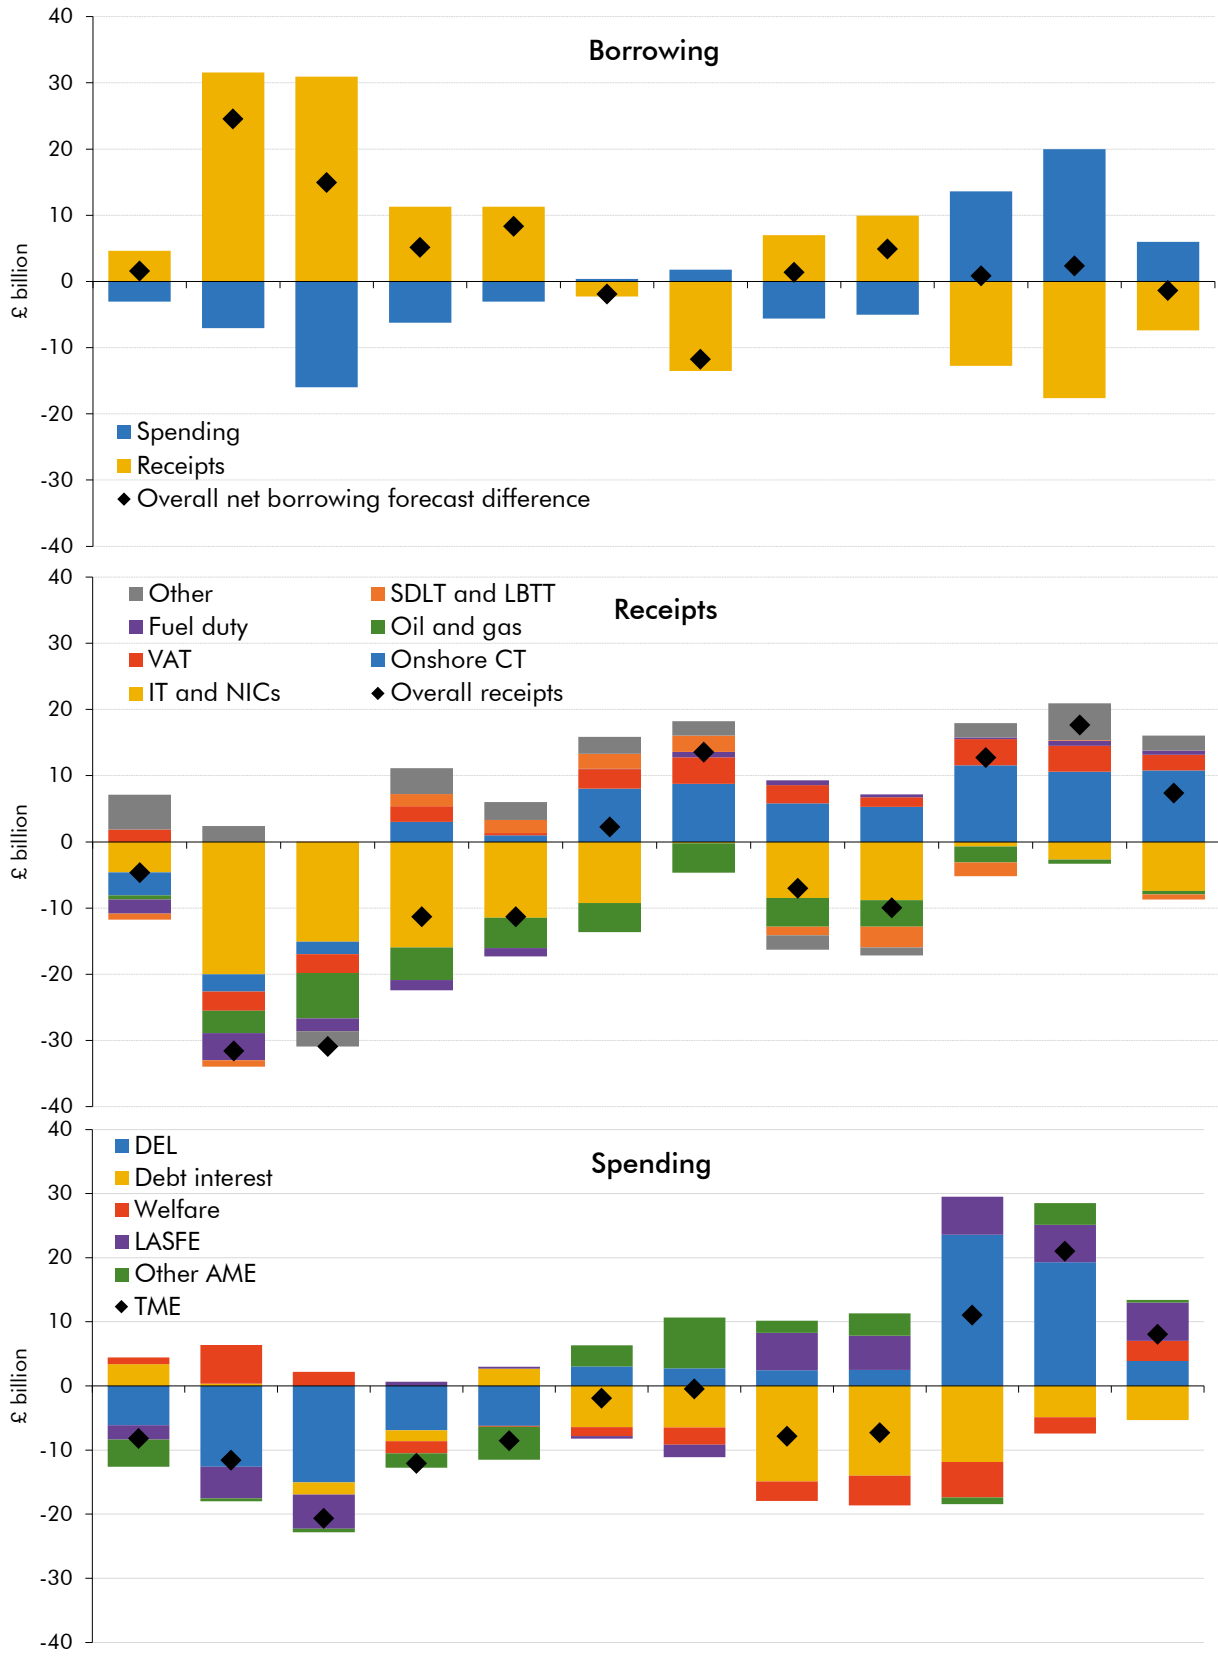 Borrowing
40
30
20
10
0
-10
-20
-30
-40
£ billion
Spending
Receipts
Overall net borrowing forecast difference
Receipts
40
30
20
10
0
-10
-20
-30
-40
£ billion
Other
SDLT and LBTT
Fuel duty
Oil and gas
VAT
Onshore CT
IT and NICs
Overall receipts
Spending
40
30
20
10
0
-10
-20
-30
-40
£ billion
DEL
Debt interest
Welfare
LASFE
Other AME
TME